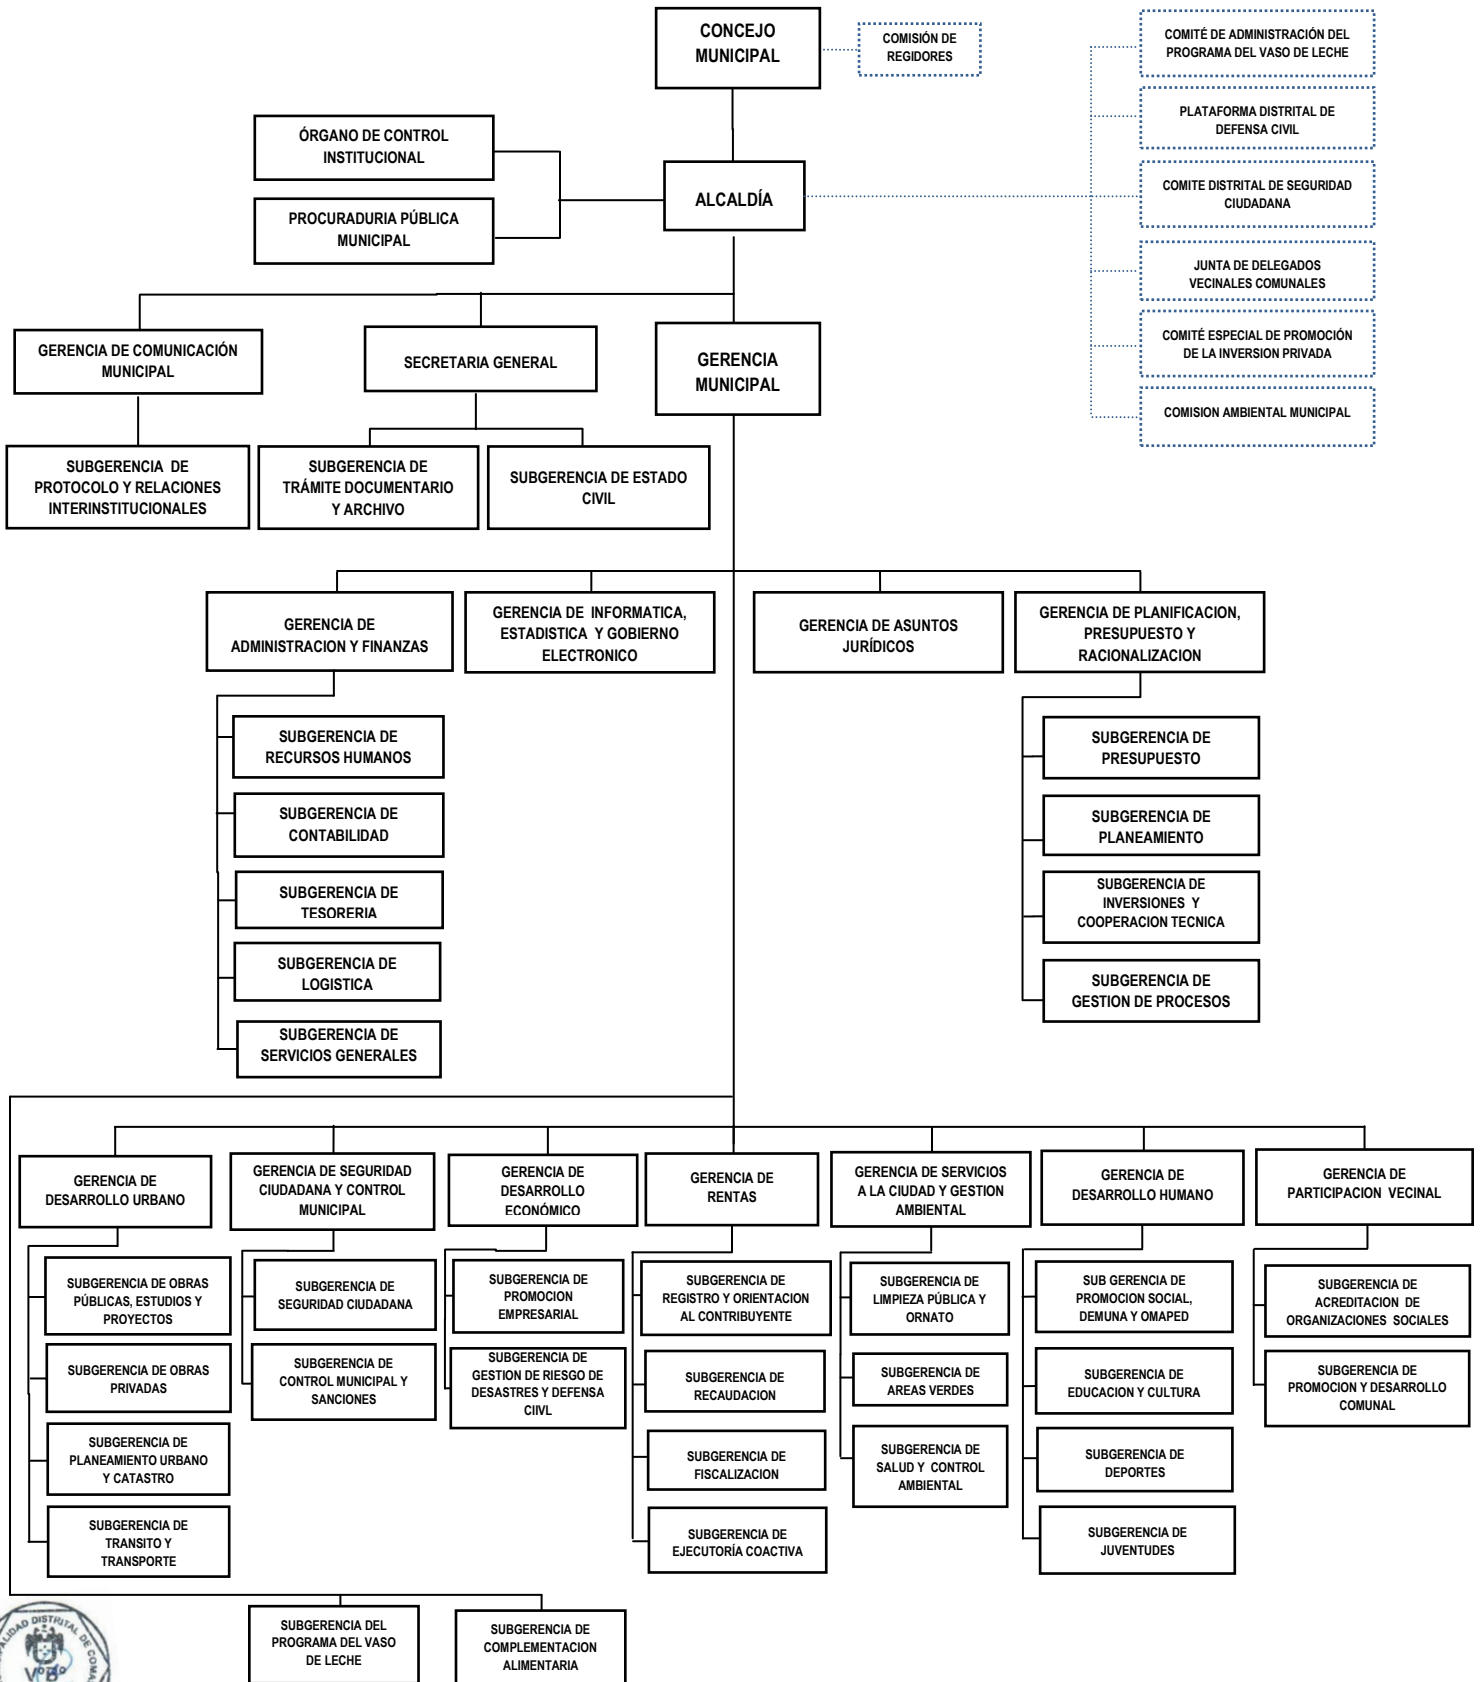 CONCEJO
MUNICIPAL
COMISIÓN DE
REGIDORES
COMITÉ DE ADMINISTRACIÓN DEL
PROGRAMA DEL VASO DE LECHE
PLATAFORMA DISTRITAL DE
DEFENSA CIVIL
COMITE DISTRITAL DE SEGURIDAD
CIUDADANA
JUNTA DE DELEGADOS
VECINALES COMUNALES
COMITÉ ESPECIAL DE PROMOCIÓN
DE LA INVERSION PRIVADA
COMISION AMBIENTAL MUNICIPAL
ÓRGANO DE CONTROL
INSTITUCIONAL
PROCURADURIA PÚBLICA
MUNICIPAL
ALCALDÍA
GERENCIA DE COMUNICACIÓN
MUNICIPAL
SECRETARIA GENERAL
GERENCIA
MUNICIPAL
SUBGERENCIA DE
PROTOCOLO Y RELACIONES
INTERINSTITUCIONALES
SUBGERENCIA DE
TRÁMITE DOCUMENTARIO
Y ARCHIVO
SUBGERENCIA DE ESTADO
CIVIL
GERENCIA DE
ADMINISTRACION Y FINANZAS
GERENCIA DE INFORMATICA,
ESTADISTICA Y GOBIERNO
ELECTRONICO
GERENCIA DE ASUNTOS
JURÍDICOS
GERENCIA DE PLANIFICACION,
PRESUPUESTO Y
RACIONALIZACION
SUBGERENCIA DE
RECURSOS HUMANOS
SUBGERENCIA DE
CONTABILIDAD
SUBGERENCIA DE
TESORERIA
SUBGERENCIA DE
LOGISTICA
SUBGERENCIA DE
SERVICIOS GENERALES
SUBGERENCIA DE
PRESUPUESTO
SUBGERENCIA DE
PLANEAMIENTO
SUBGERENCIA DE
INVERSIONES Y
COOPERACION TECNICA
SUBGERENCIA DE
GESTION DE PROCESOS
GERENCIA DE
DESARROLLO URBANO
GERENCIA DE SEGURIDAD
CIUDADANA Y CONTROL
MUNICIPAL
GERENCIA DE
DESARROLLO
ECONÓMICO
GERENCIA DE
RENTAS
GERENCIA DE SERVICIOS
A LA CIUDAD Y GESTION
AMBIENTAL
GERENCIA DE
DESARROLLO HUMANO
GERENCIA DE
PARTICIPACION VECINAL
SUBGERENCIA DE OBRAS
PÚBLICAS, ESTUDIOS Y
PROYECTOS
SUBGERENCIA DE OBRAS
PRIVADAS
SUBGERENCIA DE
PLANEAMIENTO URBANO
Y CATASTRO
SUBGERENCIA DE
TRANSITO Y
TRANSPORTE
SUBGERENCIA DE
SEGURIDAD CIUDADANA
SUBGERENCIA DE
CONTROL MUNICIPAL Y
SANCIONES
SUBGERENCIA DE
PROMOCION
EMPRESARIAL
SUBGERENCIA DE
GESTION DE RIESGO DE
DESASTRES Y DEFENSA
CIIVL
SUBGERENCIA DE
REGISTRO Y ORIENTACION
AL CONTRIBUYENTE
SUBGERENCIA DE
RECAUDACION
SUBGERENCIA DE
FISCALIZACION
SUBGERENCIA DE
EJECUTORÍA COACTIVA
SUBGERENCIA DE
LIMPIEZA PÚBLICA Y
ORNATO
SUBGERENCIA DE
AREAS VERDES
SUBGERENCIA DE
SALUD Y CONTROL
AMBIENTAL
SUB GERENCIA DE
PROMOCION SOCIAL,
DEMUNA Y OMAPED
SUBGERENCIA DE
EDUCACION Y CULTURA
SUBGERENCIA DE
DEPORTES
SUBGERENCIA DE
JUVENTUDES
SUBGERENCIA DE
ACREDITACION DE
ORGANIZACIONES SOCIALES
SUBGERENCIA DE
PROMOCION Y DESARROLLO
COMUNAL
SUBGERENCIA DEL
PROGRAMA DEL VASO
DE LECHE
SUBGERENCIA DE
COMPLEMENTACION
ALIMENTARIA
DISTRITAL DE
V°B°